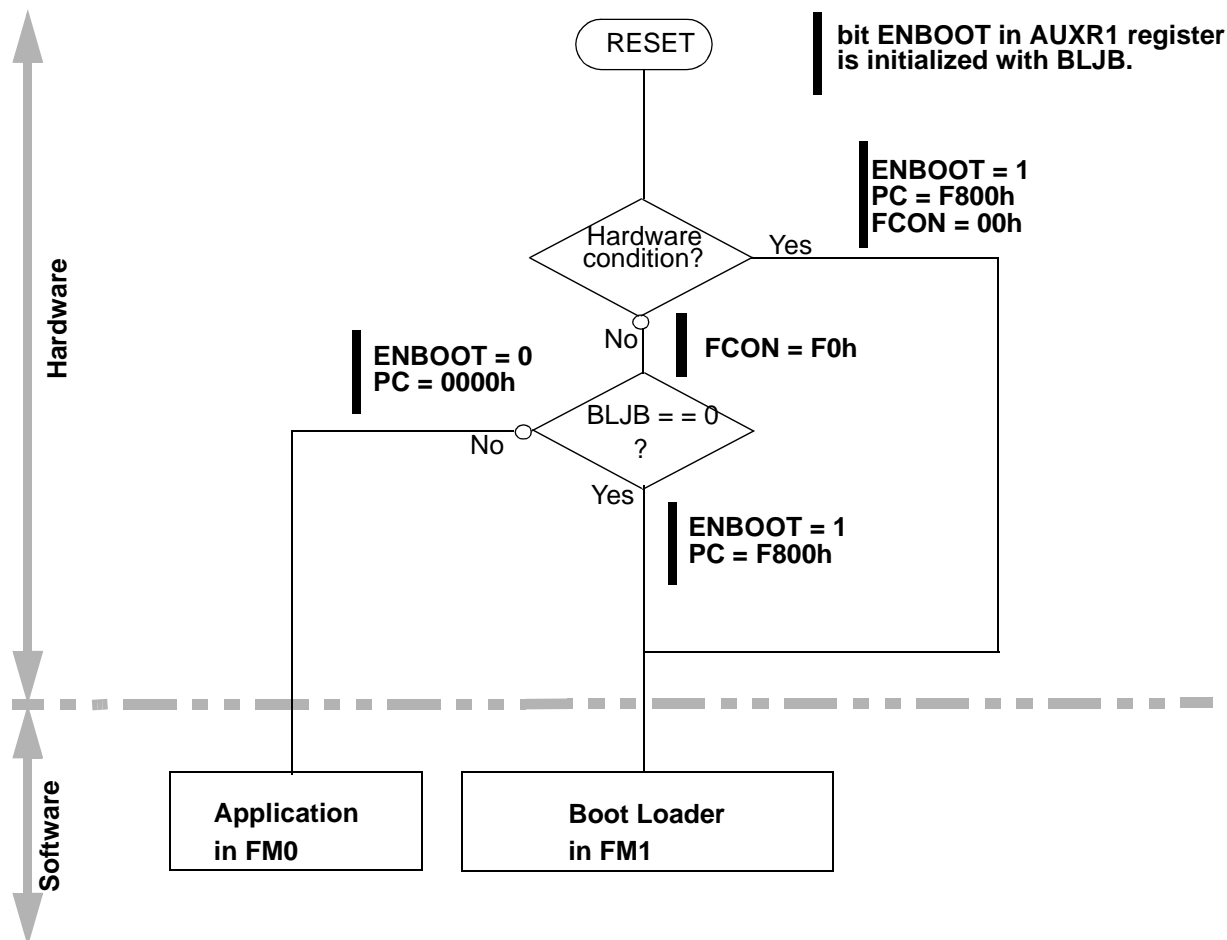 RESET
bit ENBOOT in AUXR1 register
is initialized with BLJB.
ENBOOT = 1
PC = F800h
FCON = 00h
Hardware
condition?
Yes
No
FCON = F0h
Hardware
ENBOOT = 0
PC = 0000h
BLJB = = 0
?
No
Yes
ENBOOT = 1
PC = F800h
Software
Application
in FM0
Boot Loader
in FM1